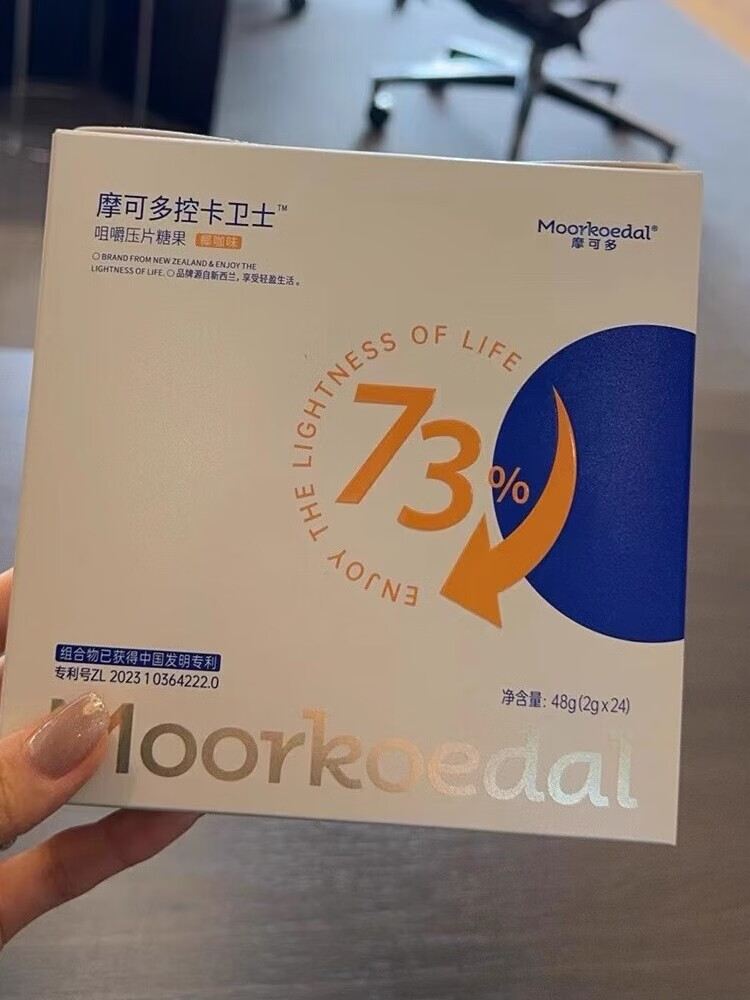 摩可多控卡卫士™
咀嚼压片糖果 椰咖味
○ BRAND FROM NEW ZEALAND & ENJOY THE
LIGHTNESS OF LIFE. ○ 品牌源自新西兰, 享受轻盈生活。
Moorkoedal®
摩可多
ENJOY THE LIGHTNESS OF LIFE
73%
组合物已获得中国发明专利
专利号ZL 2023 1 0364222.0
净含量: 48g(2g x 24)
Moorkoedal